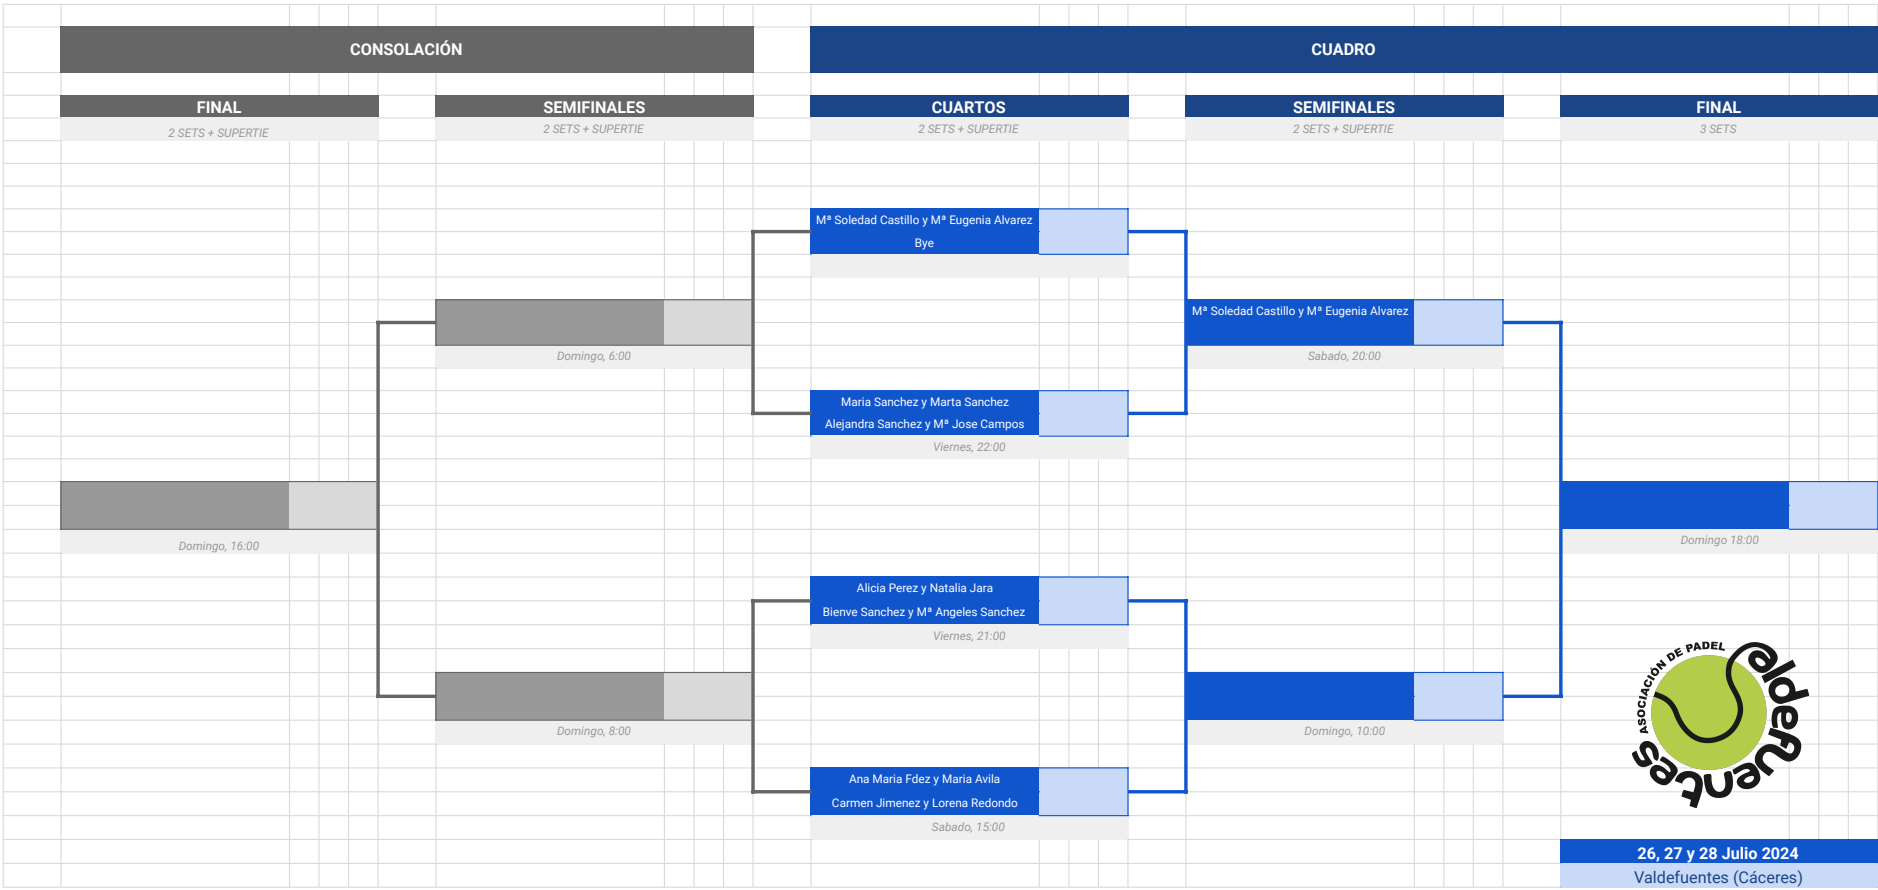 CONSOLACIÓN
CUADRO
FINAL
SEMIFINALES
CUARTOS
SEMIFINALES
FINAL
2 SETS + SUPERTIE
2 SETS + SUPERTIE
2 SETS + SUPERTIE
2 SETS + SUPERTIE
3 SETS
Mª Soledad Castillo y Mª Eugenia Alvarez
Bye
Mª Soledad Castillo y Mª Eugenia Alvarez
Domingo, 6:00
Sabado, 20:00
Maria Sanchez y Marta Sanchez
Alejandra Sanchez y Mª Jose Campos
Viernes, 22:00
Domingo, 16:00
Domingo 18:00
Alicia Perez y Natalia Jara
Bienve Sanchez y Mª Angeles Sanchez
Viernes, 21:00
Domingo, 8:00
Domingo, 10:00
Ana Maria Fdez y Maria Avila
Carmen Jimenez y Lorena Redondo
Sabado, 15:00
ASOCIACIÓN DE PADEL
valdefuentes
26, 27 y 28 Julio 2024
Valdefuentes (Cáceres)